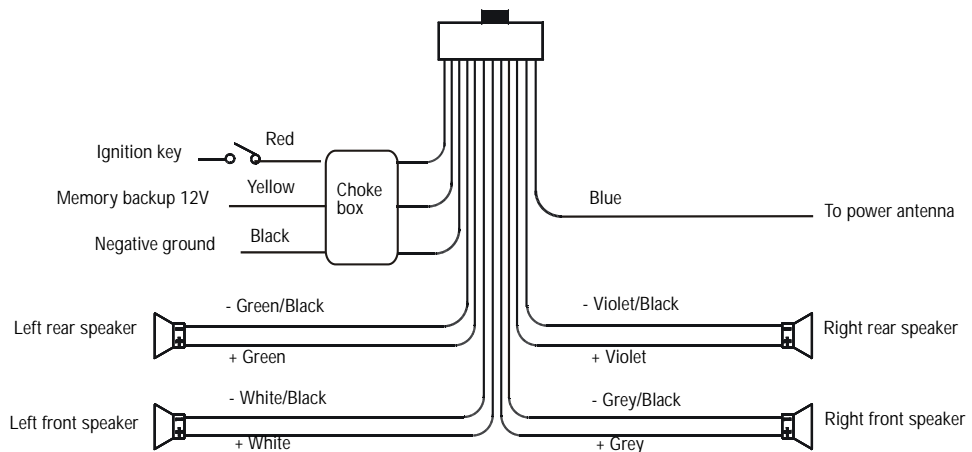 Red
Ignition key
Yellow
Choke
box
Memory backup 12V
Blue
To power antenna
Black
Negative ground
- Green/Black
- Violet/Black
Left rear speaker
Right rear speaker
+ Green
+ Violet
- White/Black
- Grey/Black
Left front speaker
Right front speaker
+ White
+ Grey